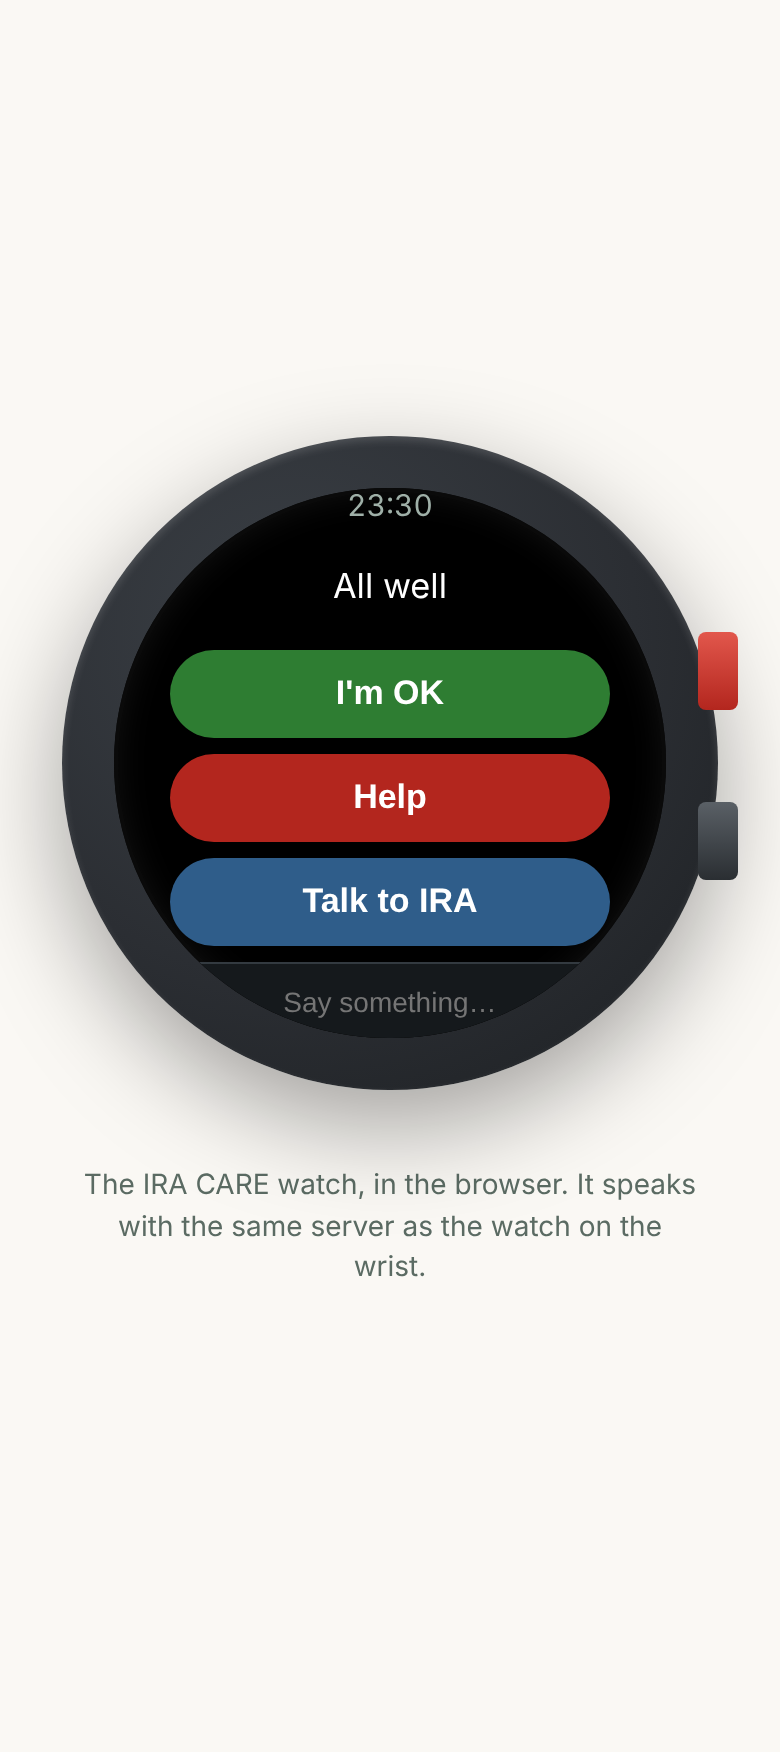 23:30
All well
I'm OK
Help
Talk to IRA
Say something…
The IRA CARE watch, in the browser. It speaks
with the same server as the watch on the
wrist.